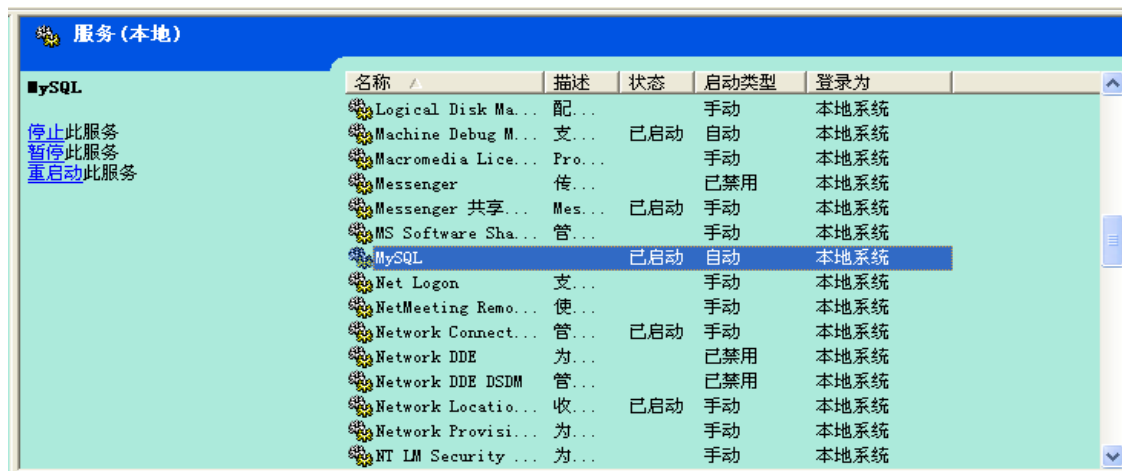 服务(本地)
MySQL
停止此服务
暂停此服务
重启动此服务
名称 描述 状态 启动类型 登录为
Logical Disk Ma... 配... 手动 本地系统
Machine Debug M... 支... 已启动 自动 本地系统
Macromedia Lice... Pro... 手动 本地系统
Messenger 传... 已禁用 本地系统
Messenger 共享... Mes... 已启动 手动 本地系统
MS Software Sha... 管... 手动 本地系统
MySQL 已启动 自动 本地系统
Net Logon 支... 手动 本地系统
NetMeeting Remo... 使... 手动 本地系统
Network Connect... 管... 已启动 手动 本地系统
Network DDE 为... 已禁用 本地系统
Network DDE DSDM 管... 已禁用 本地系统
Network Locatio... 收... 已启动 手动 本地系统
Network Provisi... 为... 手动 本地系统
NT LM Security ... 为... 手动 本地系统